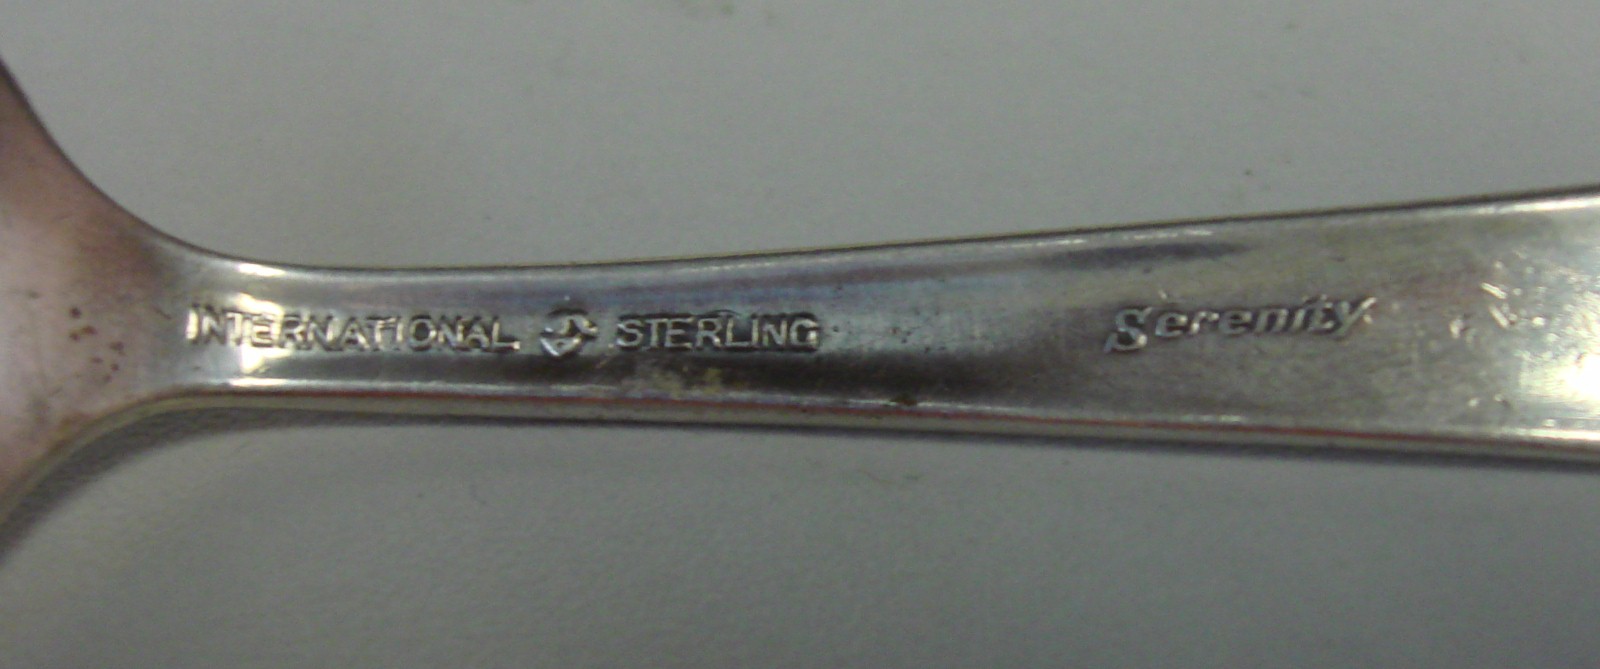 INTERNATIONAL STERLING Serenity